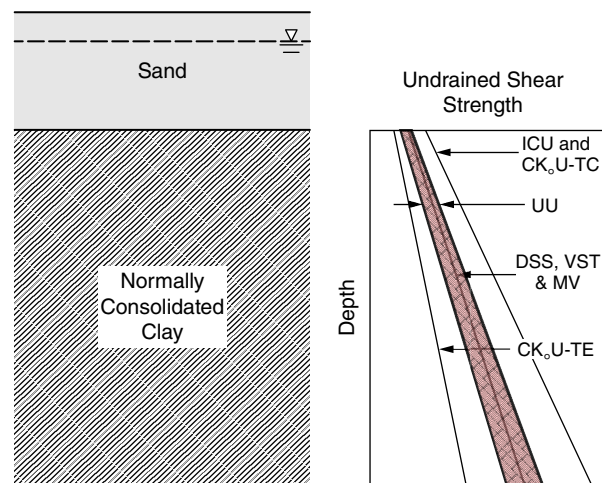 Sand
Normally
Consolidated
Clay
Undrained Shear
Strength
Depth
ICU and
CKₒU-TC
UU
DSS, VST
& MV
CKₒU-TE